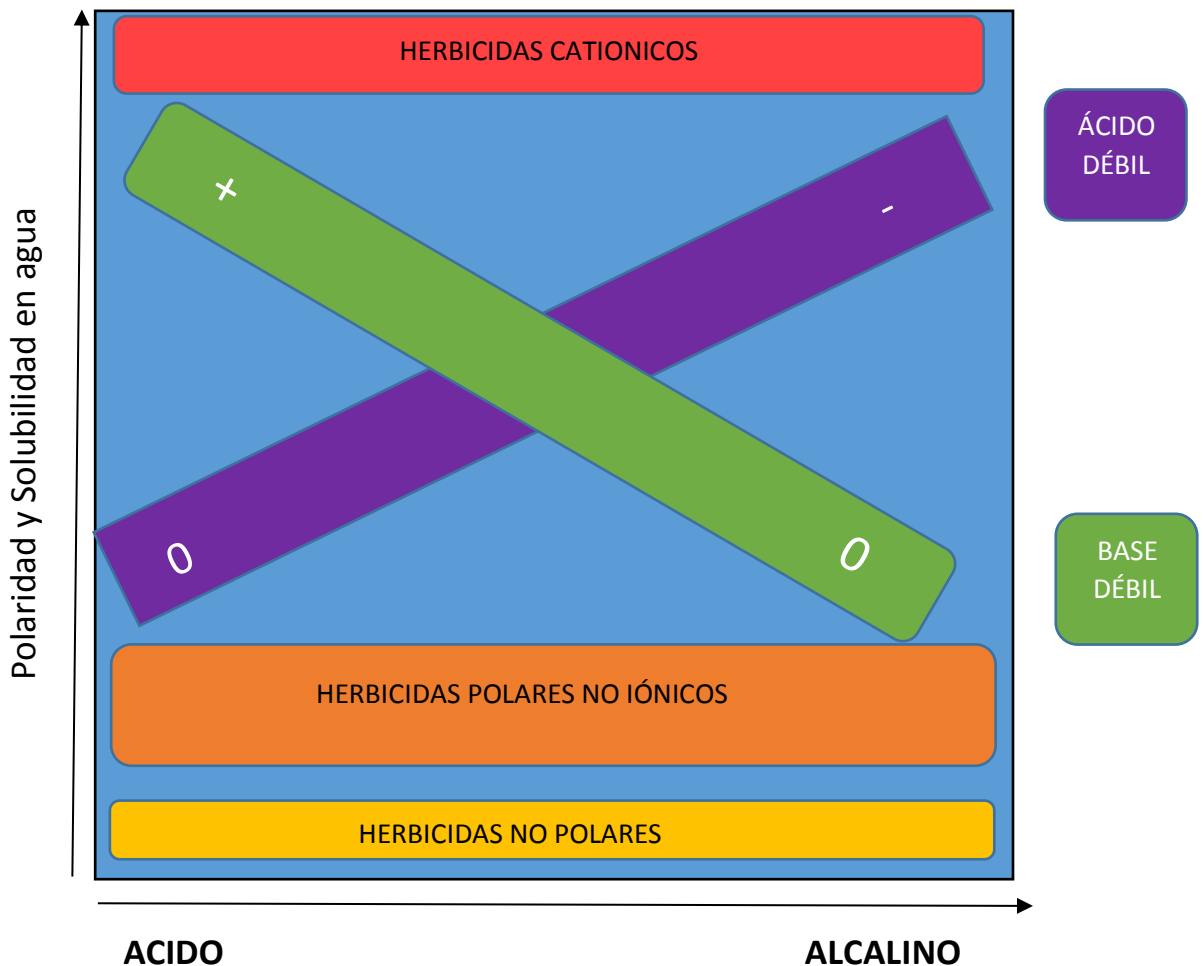 Polaridad y Solubilidad en agua
HERBICIDAS CATIONICOS
+
-
0
0
HERBICIDAS POLARES NO IÓNICOS
HERBICIDAS NO POLARES
ÁCIDO
DÉBIL
BASE
DÉBIL
ACIDO
ALCALINO